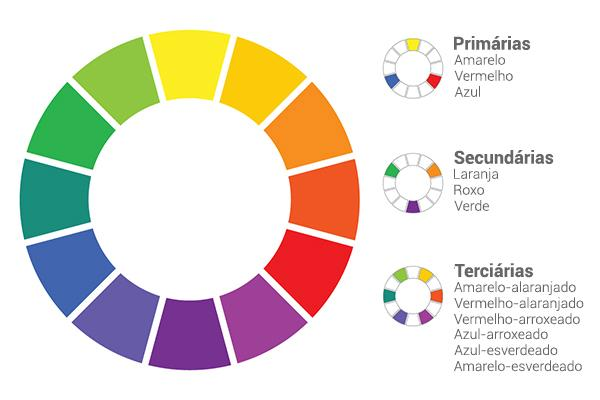 Primárias
Amarelo
Vermelho
Azul
Secundárias
Laranja
Roxo
Verde
Terciárias
Amarelo-alaranjado
Vermelho-alaranjado
Vermelho-arroxeado
Azul-arroxeado
Azul-esverdeado
Amarelo-esverdeado